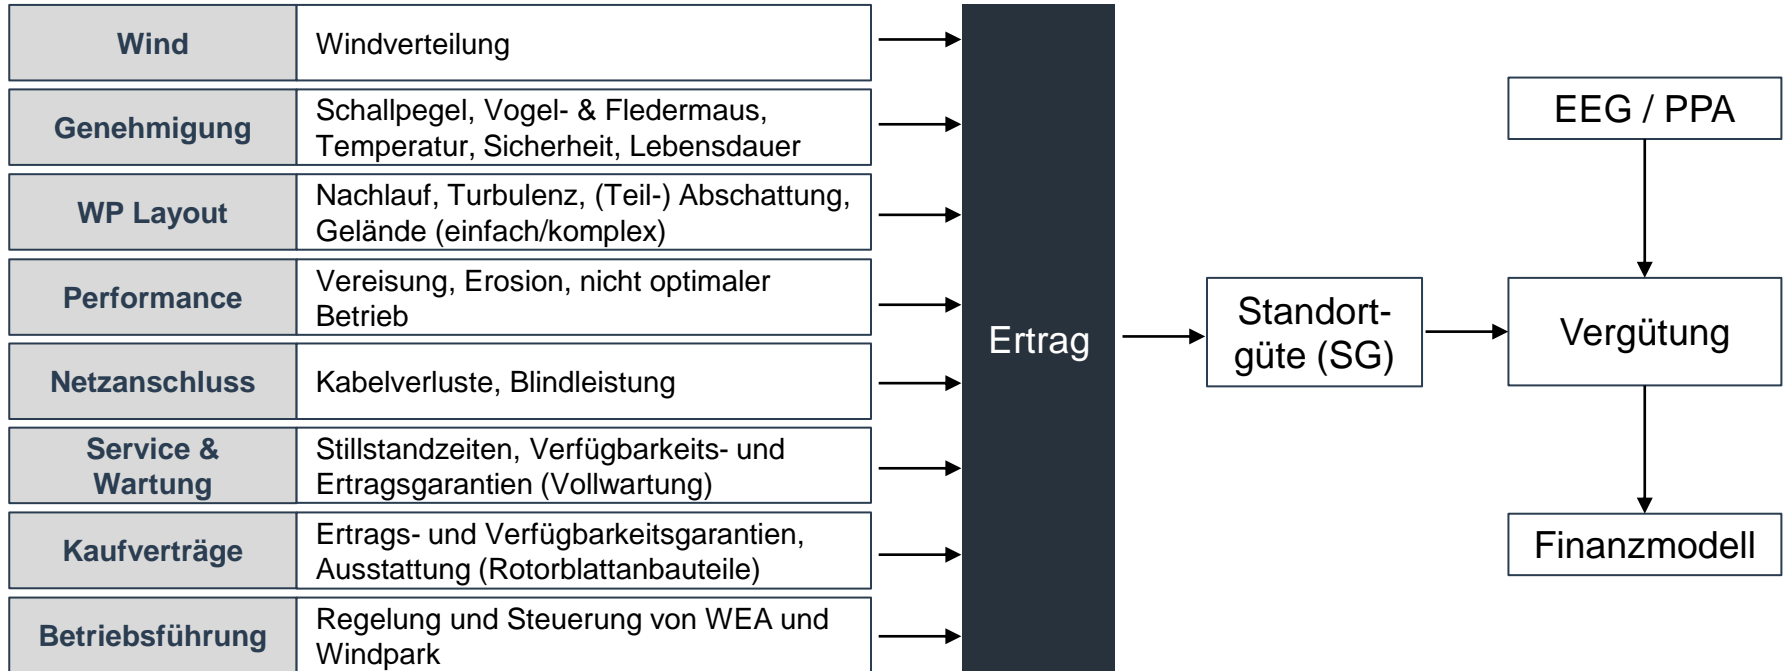 Wind
Windverteilung
Genehmigung
Schallpegel, Vogel- & Fledermaus,
Temperatur, Sicherheit, Lebensdauer
WP Layout
Nachlauf, Turbulenz, (Teil-) Abschattung,
Gelände (einfach/komplex)
Performance
Vereisung, Erosion, nicht optimaler
Betrieb
Netzanschluss
Kabelverluste, Blindleistung
Service &
Wartung
Stillstandzeiten, Verfügbarkeits- und
Ertragsgarantien (Vollwartung)
Kaufverträge
Ertrags- und Verfügbarkeitsgarantien,
Ausstattung (Rotorblattanbauteile)
Betriebsführung
Regelung und Steuerung von WEA und
Windpark
Ertrag
Standort-
güte (SG)
EEG / PPA
Vergütung
Finanzmodell